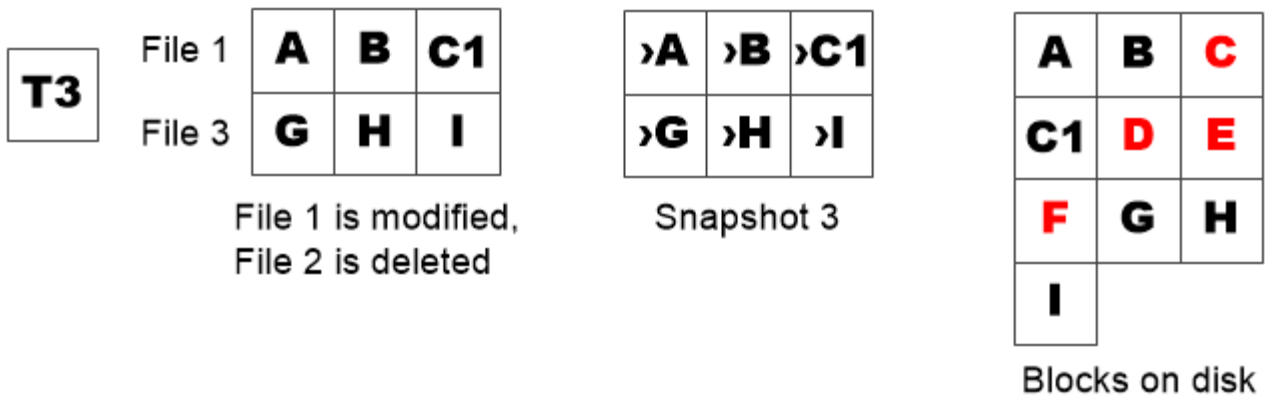 T3
File 1 A B C1
File 3 G H I
File 1 is modified,
File 2 is deleted
›A ›B ›C1
›G ›H ›I
Snapshot 3
A B C
C1 D E
F G H
I
Blocks on disk